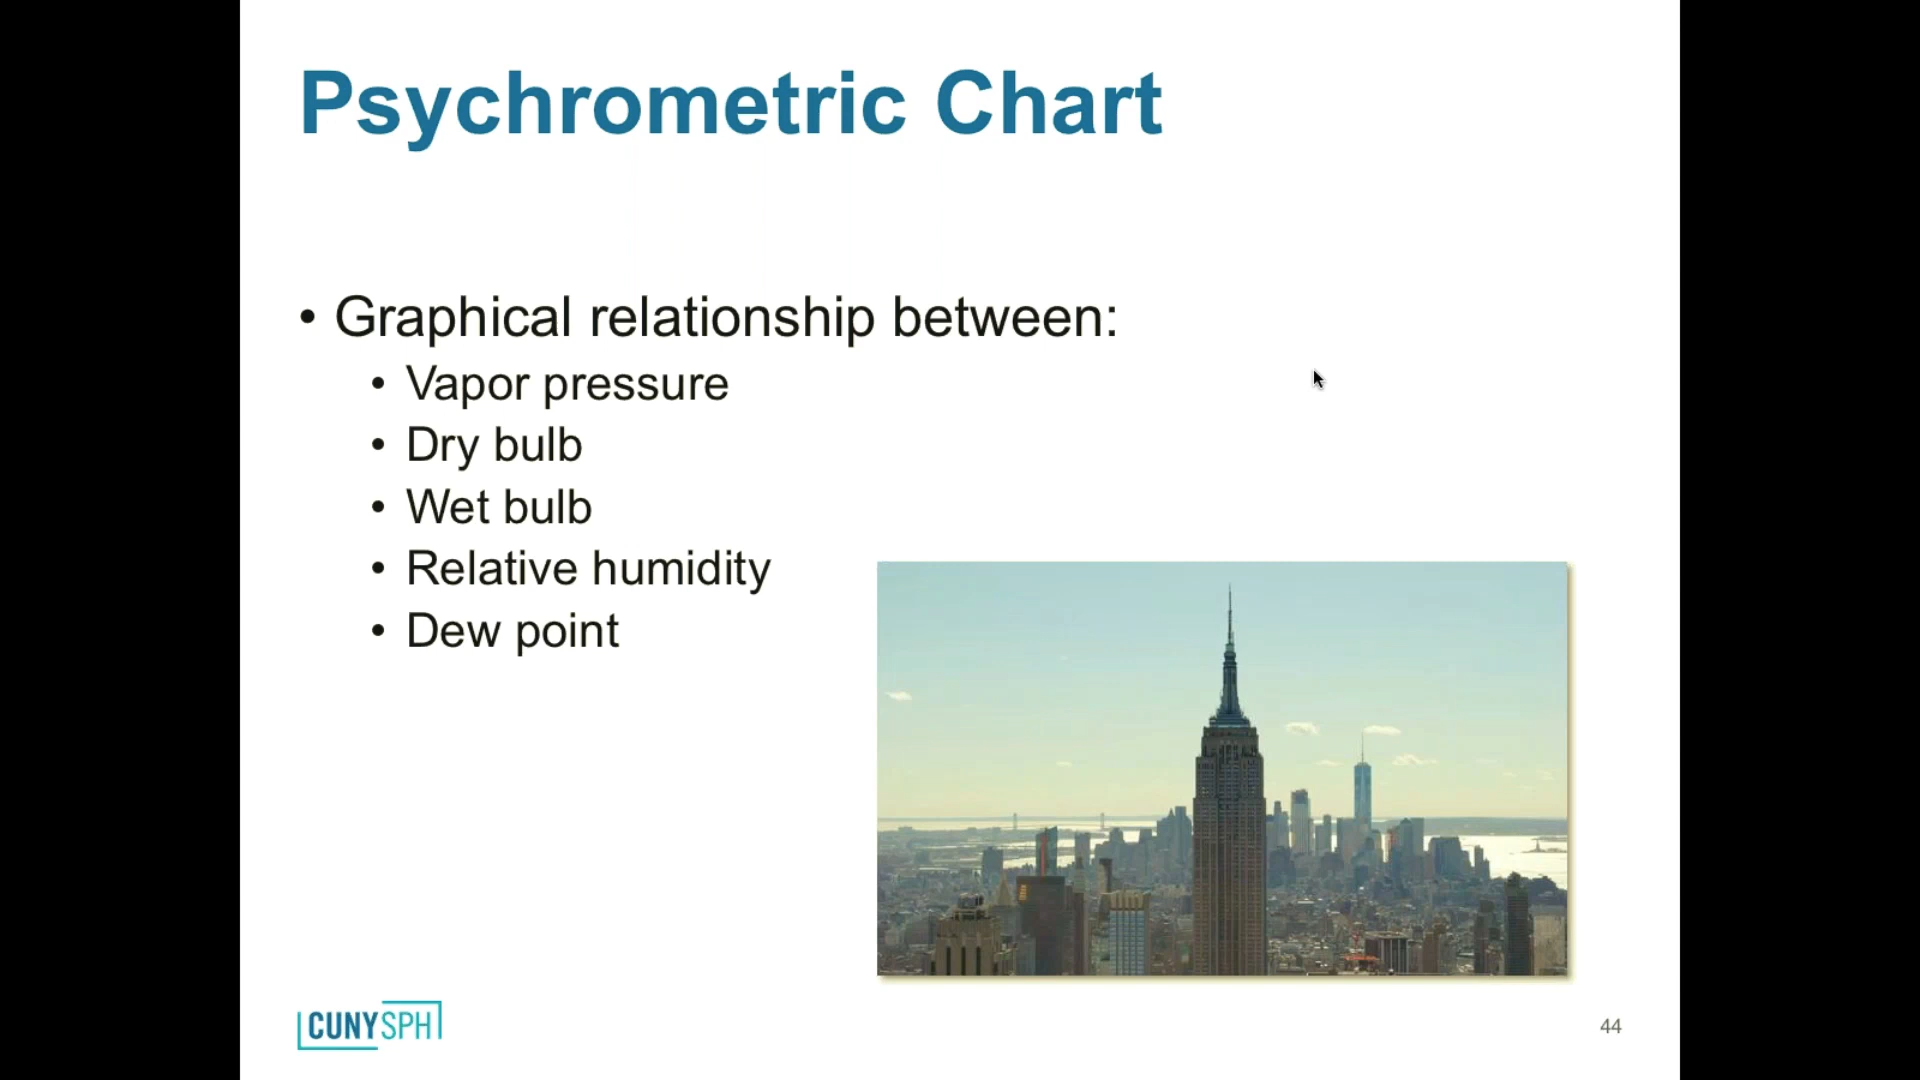 Psychrometric Chart
• Graphical relationship between:
• Vapor pressure
• Dry bulb
• Wet bulb
• Relative humidity
• Dew point
CUNYSPH
44